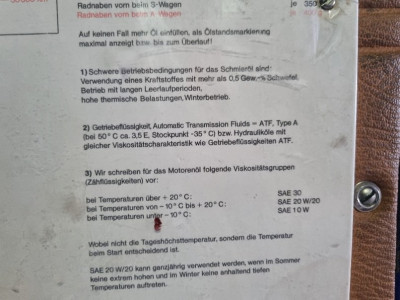 Radnaben vorn beim S-Wagen je 350
Radnaben vorn beim A-Wagen
Auf keinen Fall mehr Öl einfüllen, als Ölstandsmarkierung
maximal anzeigt bzw. bis zum Überlauf!
1) Schwere Betriebsbedingungen für das Schmieröl sind:
Verwendung eines Kraftstoffes mit mehr als 0,5 Gew.-% Schwefel.
Betrieb mit langen Leerlaufperioden,
hohe thermische Belastungen, Winterbetrieb.
2) Getriebeflüssigkeit, Automatic Transmission Fluids = ATF, Type A
(bei 50° C ca. 3,5 E, Stockpunkt -35° C) bzw. Hydrauliköle mit
gleicher Viskositätscharakteristik wie Getriebeflüssigkeiten ATF.
3) Wir schreiben für das Motorenöl folgende Viskositätsgruppen
(Zähflüssigkeiten) vor:
bei Temperaturen über + 20° C: SAE 30
bei Temperaturen von – 10° C bis + 20° C: SAE 20 W/20
bei Temperaturen unter – 10° C: SAE 10 W
Wobei nicht die Tageshöchsttemperatur, sondern die Temperatur
beim Start entscheidend ist.
SAE 20 W/20 kann ganzjährig verwendet werden, wenn im Sommer
keine extrem hohen und im Winter keine anhaltend tiefen
Temperaturen auftreten.